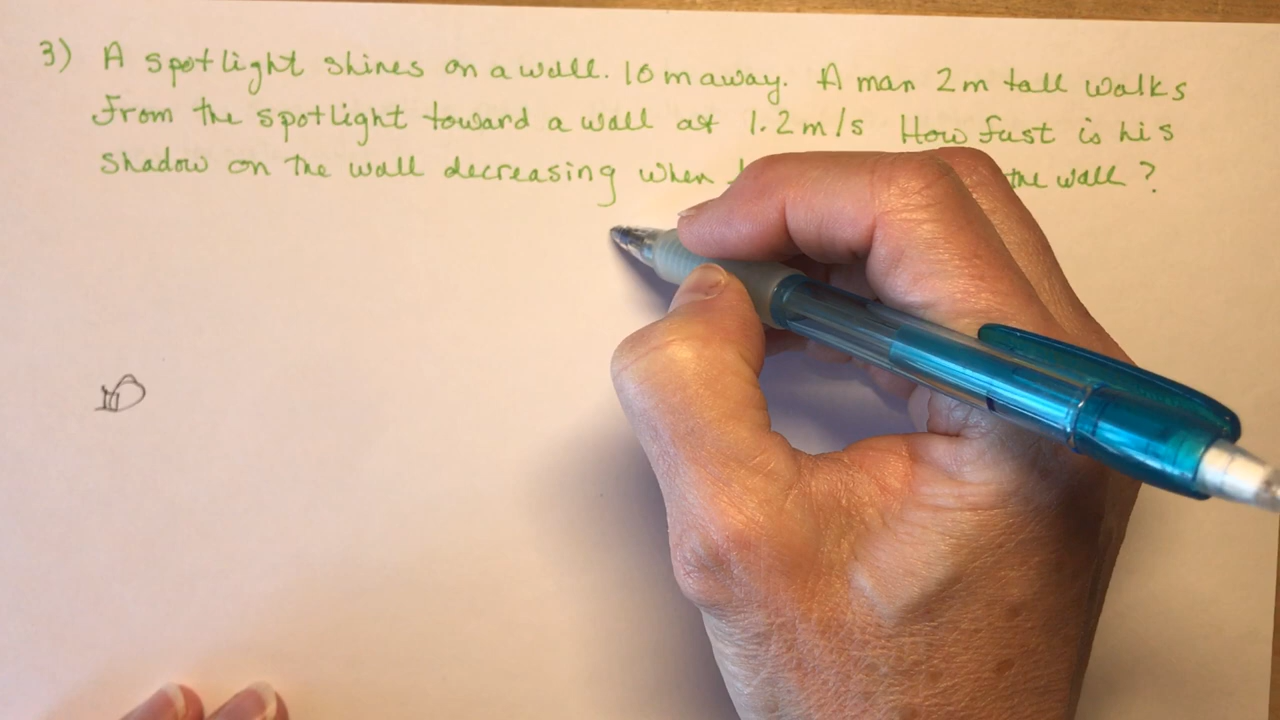 3) A spotlight shines on a wall. 10 m away. A man 2 m tall walks
From the spotlight toward a wall at 1.2 m/s How fast is his
Shadow on the wall decreasing when the wall?